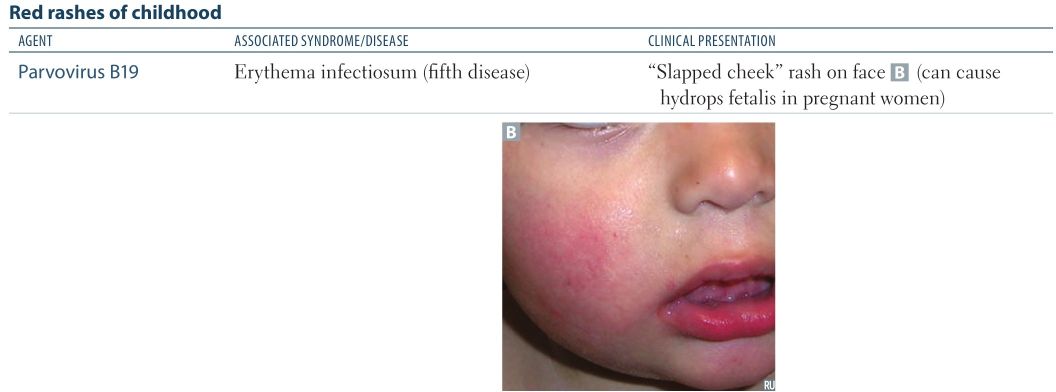 Red rashes of childhood
AGENT ASSOCIATED SYNDROME/DISEASE CLINICAL PRESENTATION
Parvovirus B19 Erythema infectiosum (fifth disease) “Slapped cheek” rash on face B (can cause
hydrops fetalis in pregnant women)
B
RU